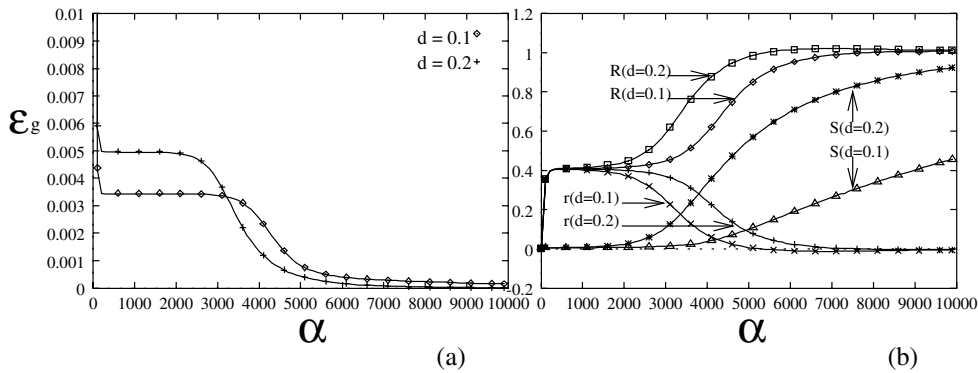 0.01
0.009
0.008
0.007
0.006
0.005
0.004
0.003
0.002
0.001
0
εg
d = 0.1
d = 0.2
0 1000 2000 3000 4000 5000 6000 7000 8000 9000 10000
α
(a)
1.4
1.2
1
0.8
0.6
0.4
0.2
0
-0.2
R(d=0.2)
R(d=0.1)
S(d=0.2)
S(d=0.1)
r(d=0.1)
r(d=0.2)
0 1000 2000 3000 4000 5000 6000 7000 8000 9000 10000
α
(b)